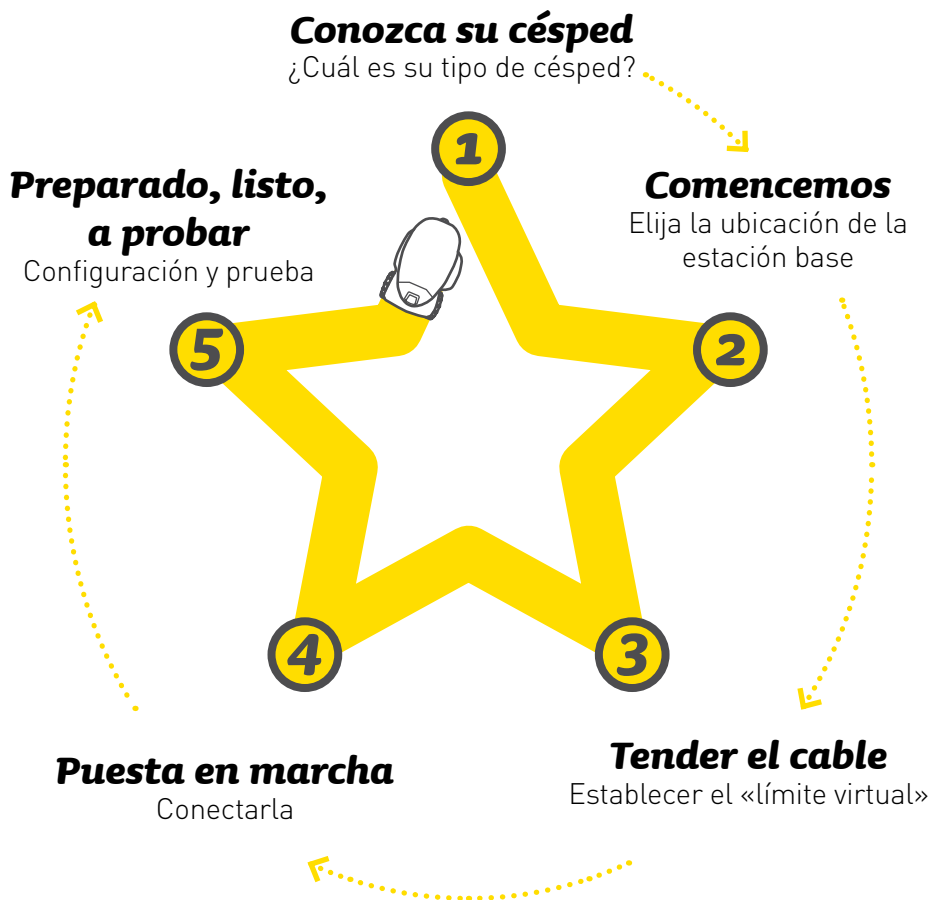 Conozca su césped
¿Cuál es su tipo de césped?
1
Comencemos
Elija la ubicación de la
estación base
2
Tender el cable
Establecer el «límite virtual»
3
Puesta en marcha
Conectarla
4
Preparado, listo,
a probar
Configuración y prueba
5